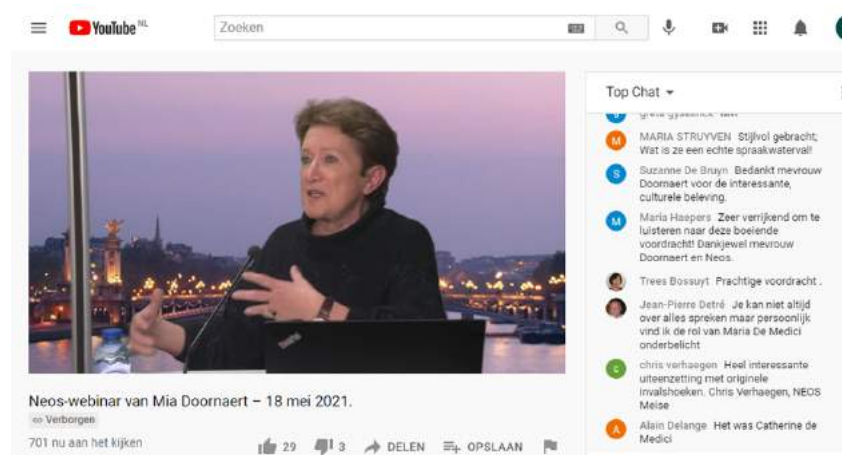 YouTube NL
Zoeken
Top Chat
MARIA STRUYVEN Stijlvol gebracht;
Wat is ze een echte spraakwaterval!
Suzanne De Bruyn Bedankt mevrouw
Doornaert voor de interessante,
culturele beleving.
Maria Haepers Zeer verrijkend om te
luisteren naar deze boeiende
voordracht! Dankjewel mevrouw
Doornaert en Neos.
Trees Bossuyt Prachtige voordracht .
Jean-Pierre Detré Je kan niet altijd
over alles spreken maar persoonlijk
vind ik de rol van Maria De Medici
onderbelicht
chris verhaegen Heel interessante
uiteenzetting met originele
invalshoeken. Chris Verhaegen, NEOS
Meise
Alain Delange Het was Catherine de
Medici
ThinkPad
Neos-webinar van Mia Doornaert – 18 mei 2021.
Verborgen
701 nu aan het kijken
29
3
DELEN
OPSLAAN